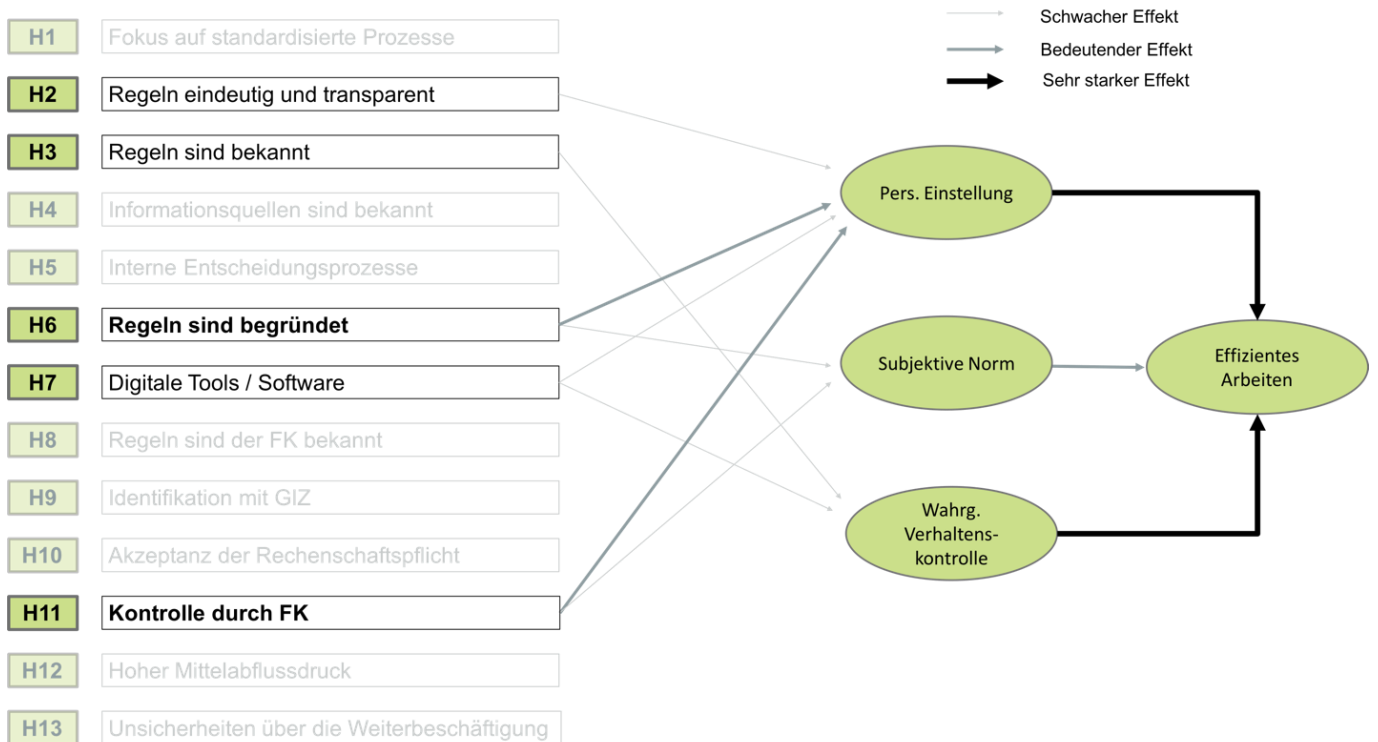 Schwacher Effekt
Bedeutender Effekt
Sehr starker Effekt
H1 Fokus auf standardisierte Prozesse
H2 Regeln eindeutig und transparent
H3 Regeln sind bekannt
H4 Informationsquellen sind bekannt
H5 Interne Entscheidungsprozesse
H6 Regeln sind begründet
H7 Digitale Tools / Software
H8 Regeln sind der FK bekannt
H9 Identifikation mit GIZ
H10 Akzeptanz der Rechenschaftspflicht
H11 Kontrolle durch FK
H12 Hoher Mittelabflussdruck
H13 Unsicherheiten über die Weiterbeschäftigung
Pers. Einstellung
Subjektive Norm
Wahrg.
Verhaltens-
kontrolle
Effizientes
Arbeiten